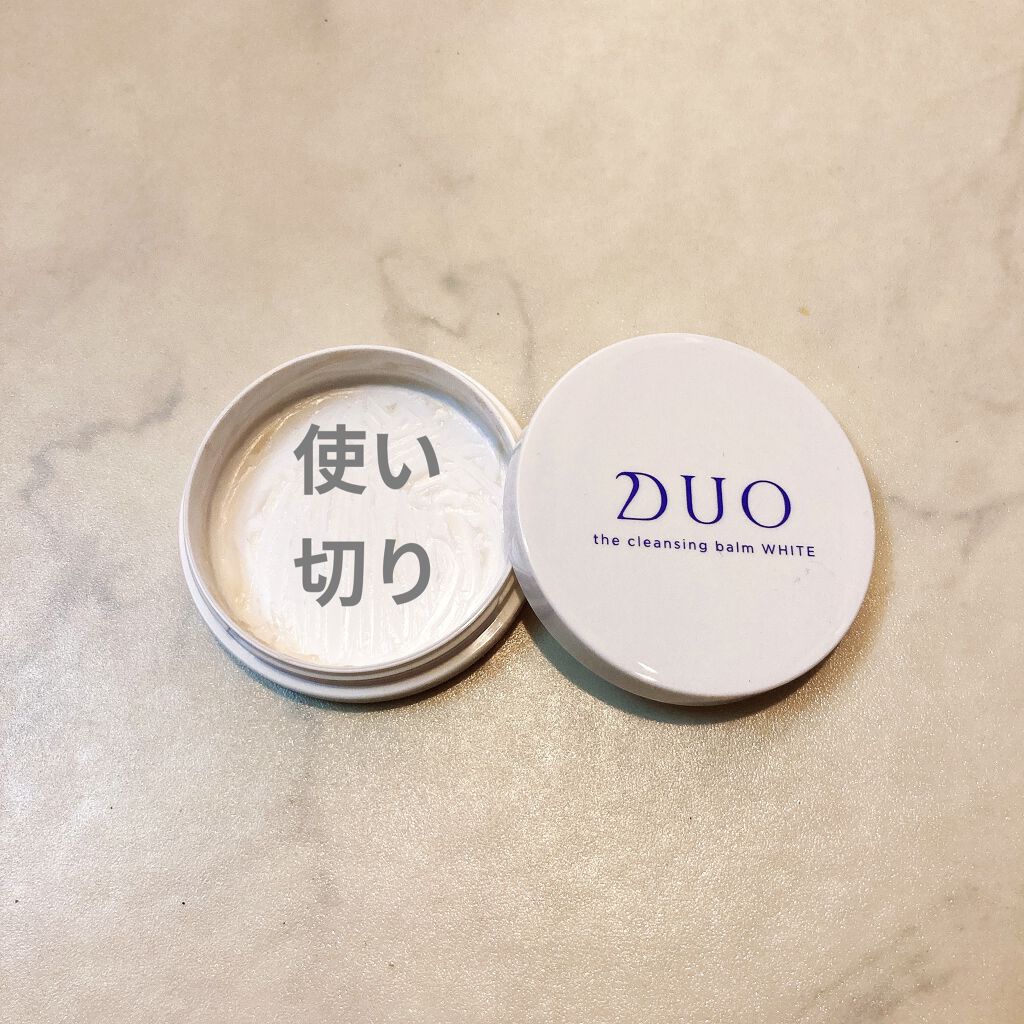 使い
切り
DUO
the cleansing balm WHITE